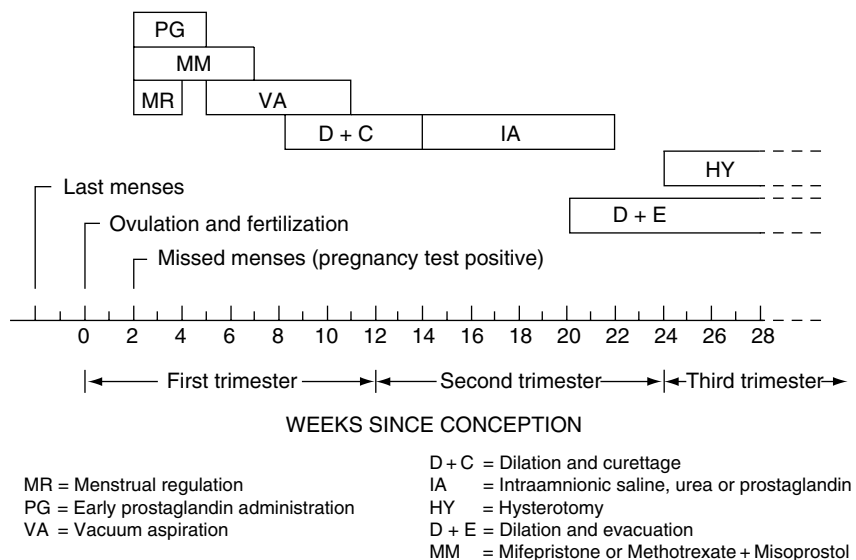 PG
MM
MR VA
D + C IA
HY
D + E
Last menses
Ovulation and fertilization
Missed menses (pregnancy test positive)
0 2 4 6 8 10 12 14 16 18 20 22 24 26 28
First trimester Second trimester Third trimester
WEEKS SINCE CONCEPTION
MR = Menstrual regulation
PG = Early prostaglandin administration
VA = Vacuum aspiration
D + C = Dilation and curettage
IA = Intraamnionic saline, urea or prostaglandin
HY = Hysterotomy
D + E = Dilation and evacuation
MM = Mifepristone or Methotrexate + Misoprostol